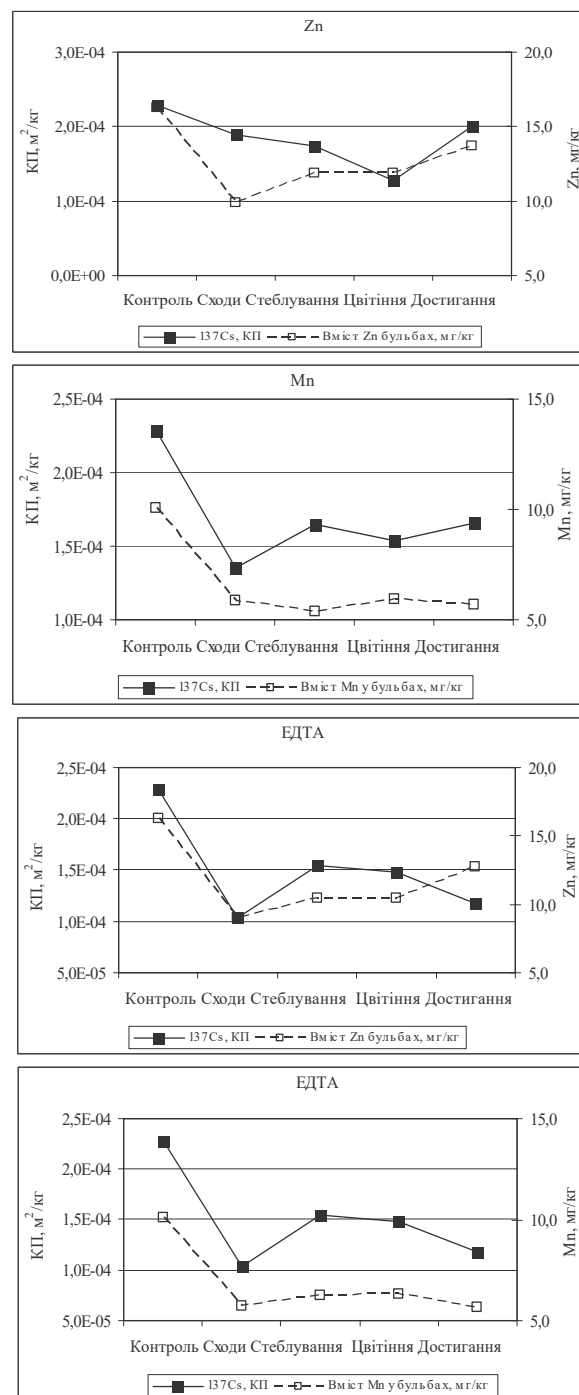 Zn
3,0E-04
2,0E-04
1,0E-04
0,0E+00
КП, м²/кг
20,0
15,0
10,0
5,0
Zn, мг/кг
Контроль Сходи Стеблування Цвітіння Достигання
137Cs, КП
Вміст Zn бульбах, мг/кг
Mn
2,5E-04
2,0E-04
1,5E-04
1,0E-04
КП, м²/кг
15,0
10,0
5,0
Mn, мг/кг
Контроль Сходи Стеблування Цвітіння Достигання
137Cs, КП
Вміст Mn у бульбах, мг/кг
ЕДТА
2,5E-04
2,0E-04
1,5E-04
1,0E-04
5,0E-05
КП, м²/кг
20,0
15,0
10,0
5,0
Zn, мг/кг
Контроль Сходи Стеблування Цвітіння Достигання
137Cs, КП
Вміст Zn бульбах, мг/кг
ЕДТА
2,5E-04
2,0E-04
1,5E-04
1,0E-04
5,0E-05
КП, м²/кг
15,0
10,0
5,0
Mn, мг/кг
Контроль Сходи Стеблування Цвітіння Достигання
137Cs, КП
Вміст Mn у бульбах, мг/кг